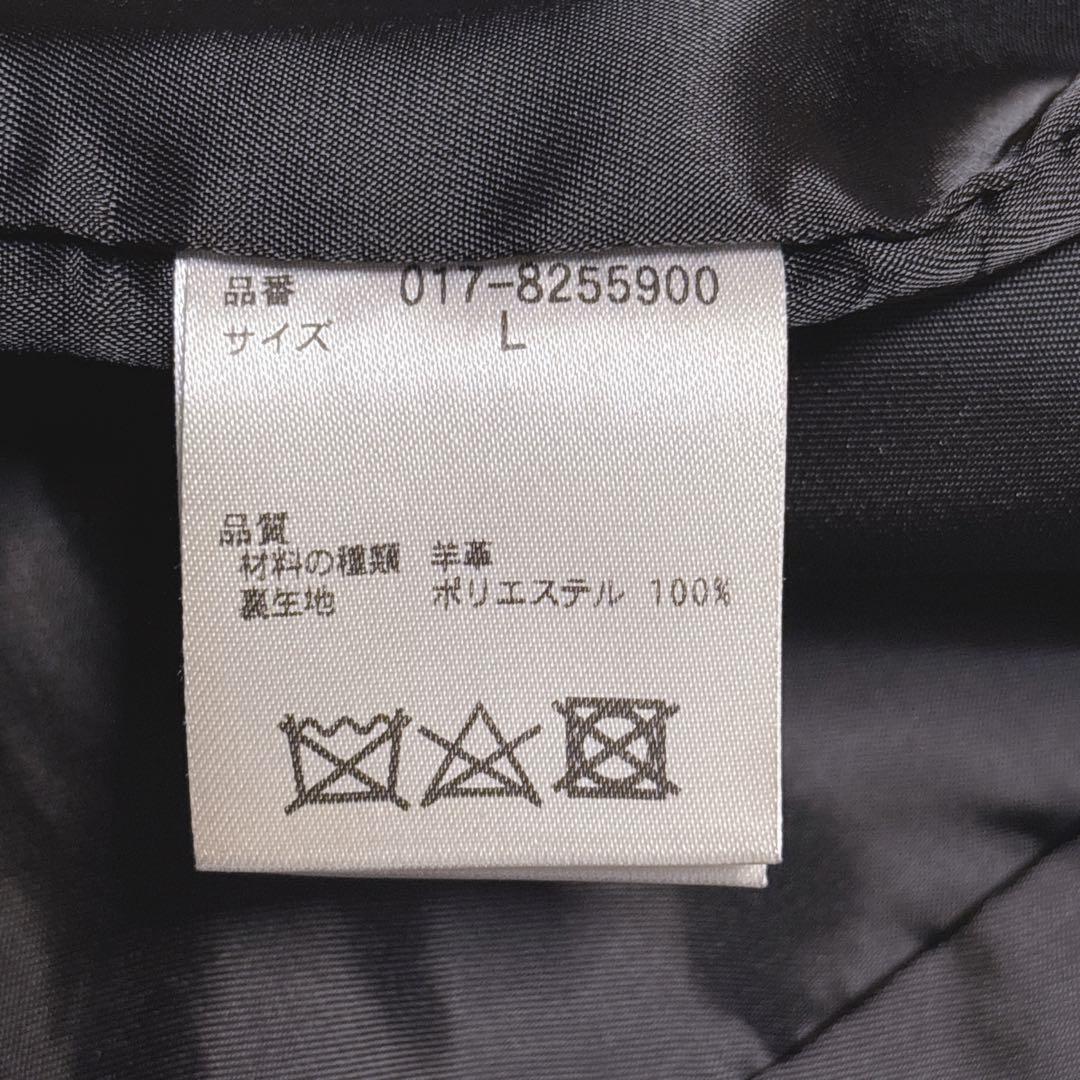 品番 017-8255900
サイズ L
品質
材料の種類 羊革
裏生地 ポリエステル 100%